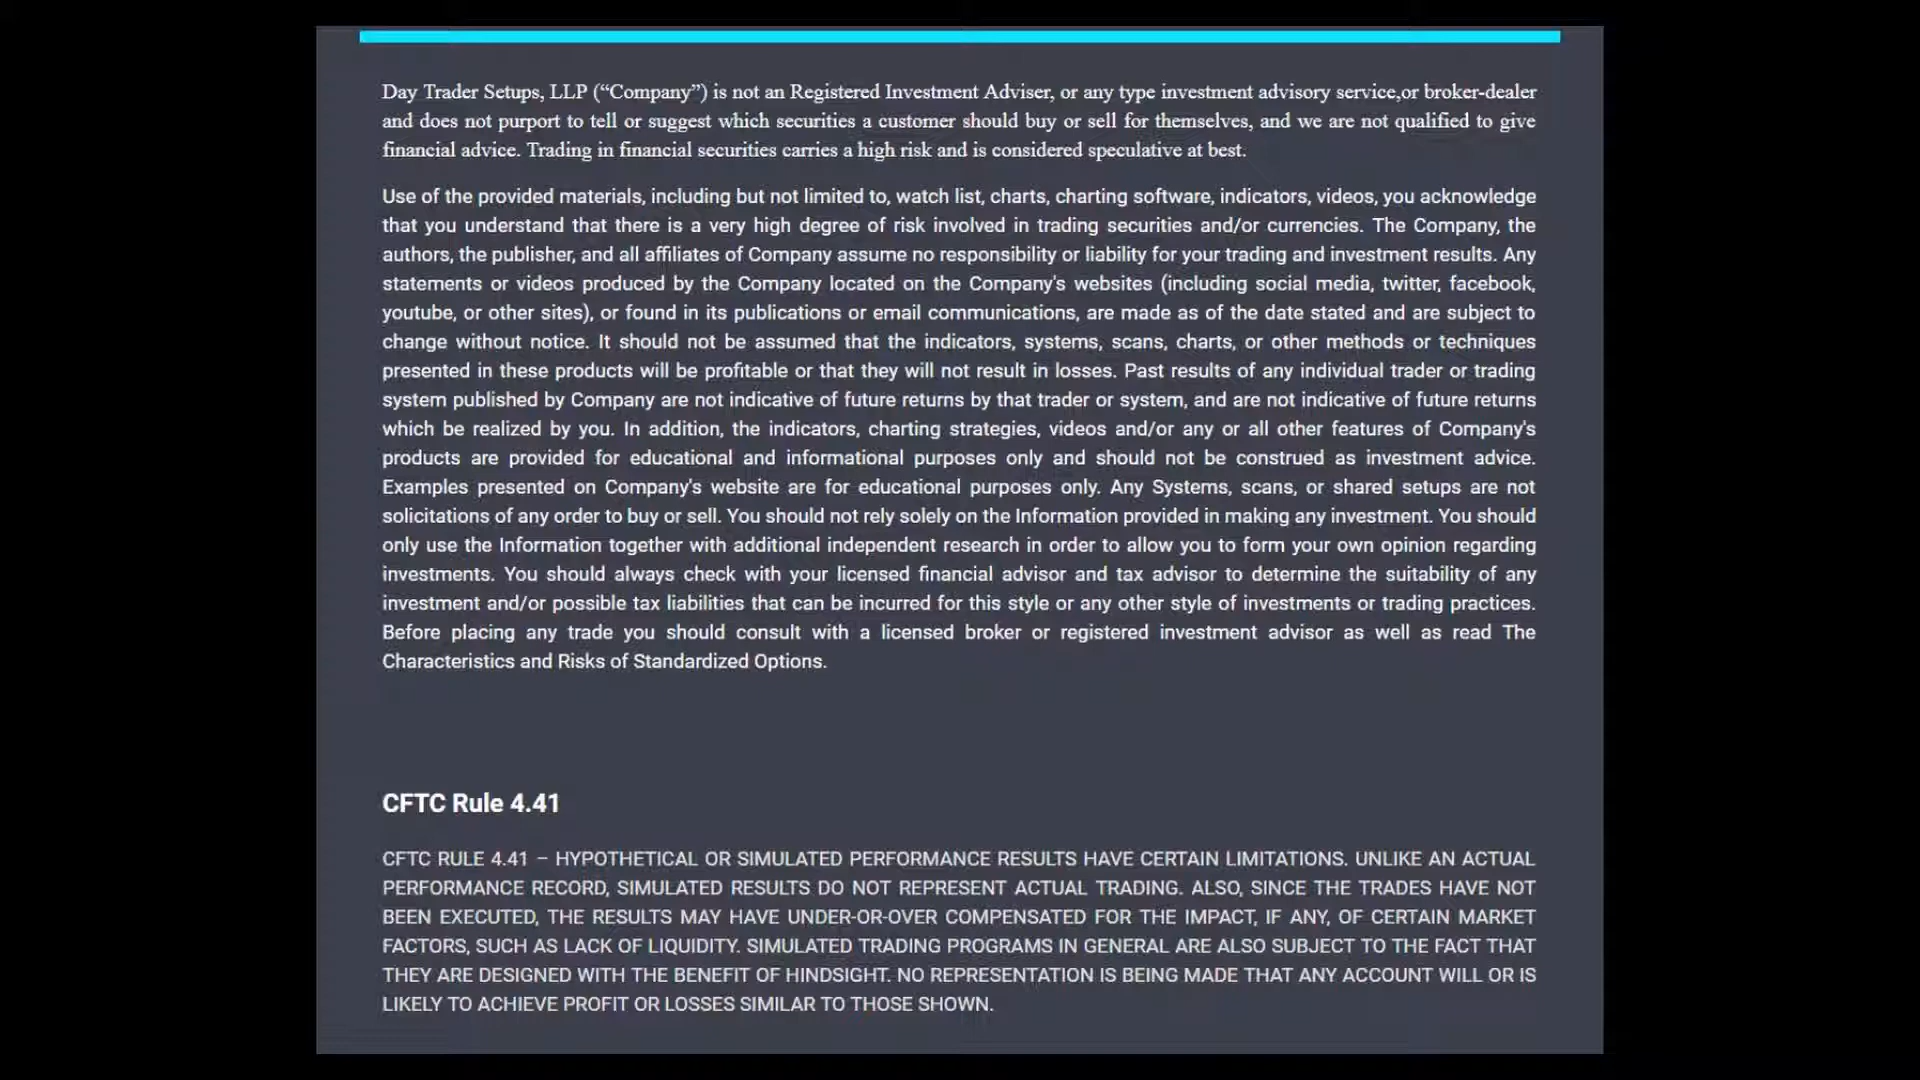 Day Trader Setups, LLP (“Company”) is not an Registered Investment Adviser, or any type investment advisory service,or broker-dealer
and does not purport to tell or suggest which securities a customer should buy or sell for themselves, and we are not qualified to give
financial advice. Trading in financial securities carries a high risk and is considered speculative at best.
Use of the provided materials, including but not limited to, watch list, charts, charting software, indicators, videos, you acknowledge
that you understand that there is a very high degree of risk involved in trading securities and/or currencies. The Company, the
authors, the publisher, and all affiliates of Company assume no responsibility or liability for your trading and investment results. Any
statements or videos produced by the Company located on the Company's websites (including social media, twitter, facebook,
youtube, or other sites), or found in its publications or email communications, are made as of the date stated and are subject to
change without notice. It should not be assumed that the indicators, systems, scans, charts, or other methods or techniques
presented in these products will be profitable or that they will not result in losses. Past results of any individual trader or trading
system published by Company are not indicative of future returns by that trader or system, and are not indicative of future returns
which be realized by you. In addition, the indicators, charting strategies, videos and/or any or all other features of Company's
products are provided for educational and informational purposes only and should not be construed as investment advice.
Examples presented on Company's website are for educational purposes only. Any Systems, scans, or shared setups are not
solicitations of any order to buy or sell. You should not rely solely on the Information provided in making any investment. You should
only use the Information together with additional independent research in order to allow you to form your own opinion regarding
investments. You should always check with your licensed financial advisor and tax advisor to determine the suitability of any
investment and/or possible tax liabilities that can be incurred for this style or any other style of investments or trading practices.
Before placing any trade you should consult with a licensed broker or registered investment advisor as well as read The
Characteristics and Risks of Standardized Options.
CFTC Rule 4.41
CFTC RULE 4.41 – HYPOTHETICAL OR SIMULATED PERFORMANCE RESULTS HAVE CERTAIN LIMITATIONS. UNLIKE AN ACTUAL
PERFORMANCE RECORD, SIMULATED RESULTS DO NOT REPRESENT ACTUAL TRADING. ALSO, SINCE THE TRADES HAVE NOT
BEEN EXECUTED, THE RESULTS MAY HAVE UNDER-OR-OVER COMPENSATED FOR THE IMPACT, IF ANY, OF CERTAIN MARKET
FACTORS, SUCH AS LACK OF LIQUIDITY. SIMULATED TRADING PROGRAMS IN GENERAL ARE ALSO SUBJECT TO THE FACT THAT
THEY ARE DESIGNED WITH THE BENEFIT OF HINDSIGHT. NO REPRESENTATION IS BEING MADE THAT ANY ACCOUNT WILL OR IS
LIKELY TO ACHIEVE PROFIT OR LOSSES SIMILAR TO THOSE SHOWN.